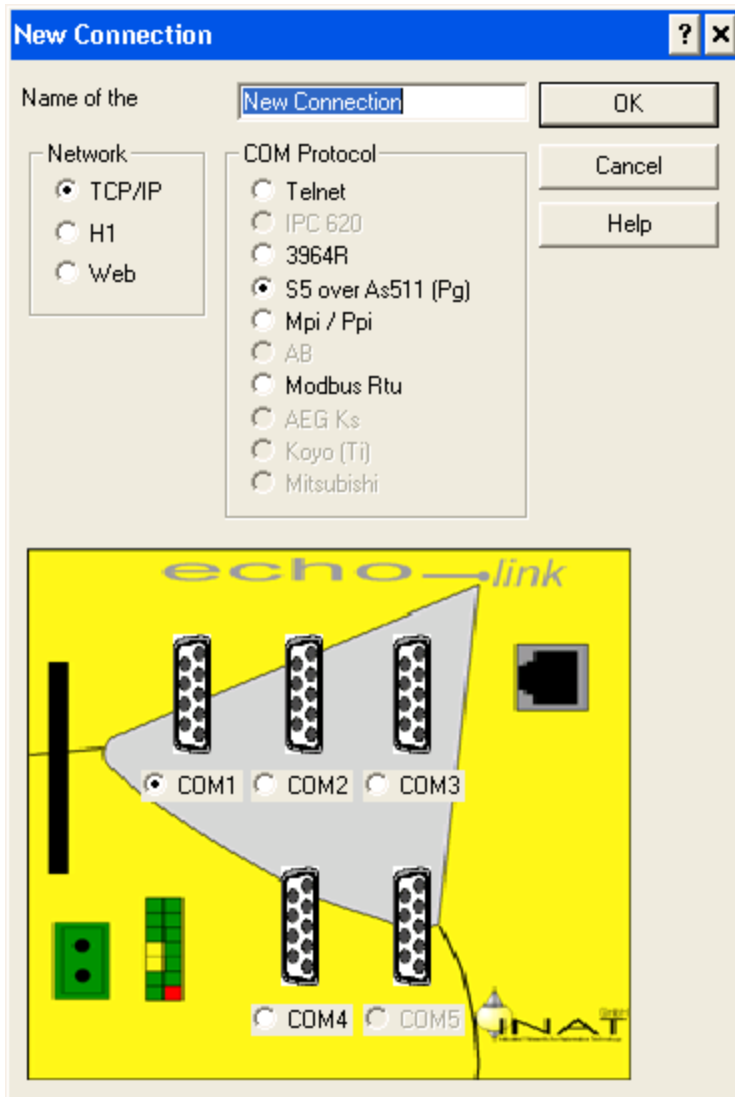 New Connection
Name of the
New Connection
OK
Cancel
Help
Network
TCP/IP
H1
Web
COM Protocol
Telnet
IPC 620
3964R
S5 over As511 (Pg)
Mpi / Ppi
AB
Modbus Rtu
AEG Ks
Koyo (Ti)
Mitsubishi
echo link
COM1 COM2 COM3
COM4 COM5
GmbH
INAT